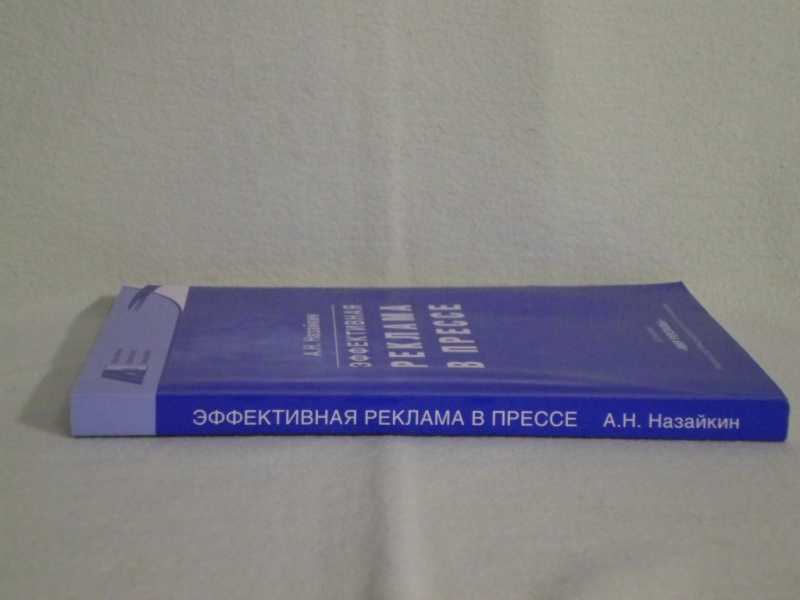 А.Н. Назайкин
ЭФФЕКТИВНАЯ
РЕКЛАМА
В ПРЕССЕ
ЭФФЕКТИВНАЯ РЕКЛАМА В ПРЕССЕ А.Н. Назайкин